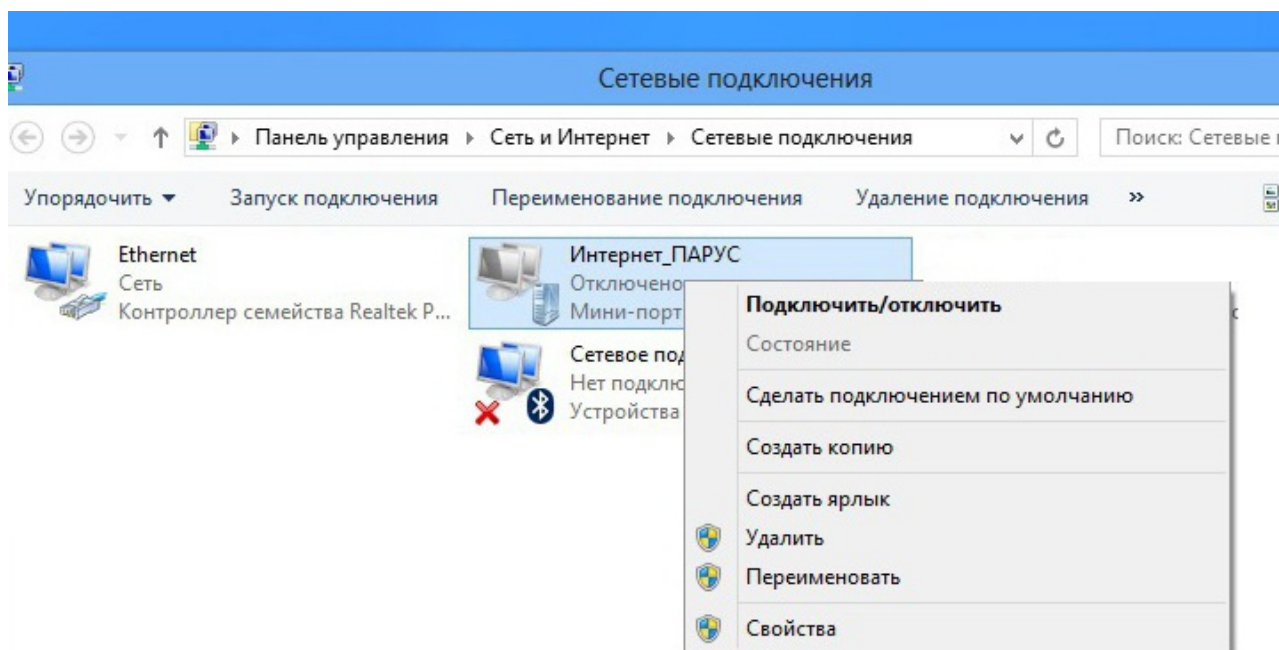 Сетевые подключения
Панель управления Сеть и Интернет Сетевые подключения Поиск: Сетевые
Упорядочить Запуск подключения Переименование подключения Удаление подключения »
Ethernet
Сеть
Контроллер семейства Realtek P...
Интернет_ПАРУС
Отключено
Мини-порт
Сетевое
Нет
Устройства
Подключить/отключить
Состояние
Сделать подключением по умолчанию
Создать копию
Создать ярлык
Удалить
Переименовать
Свойства